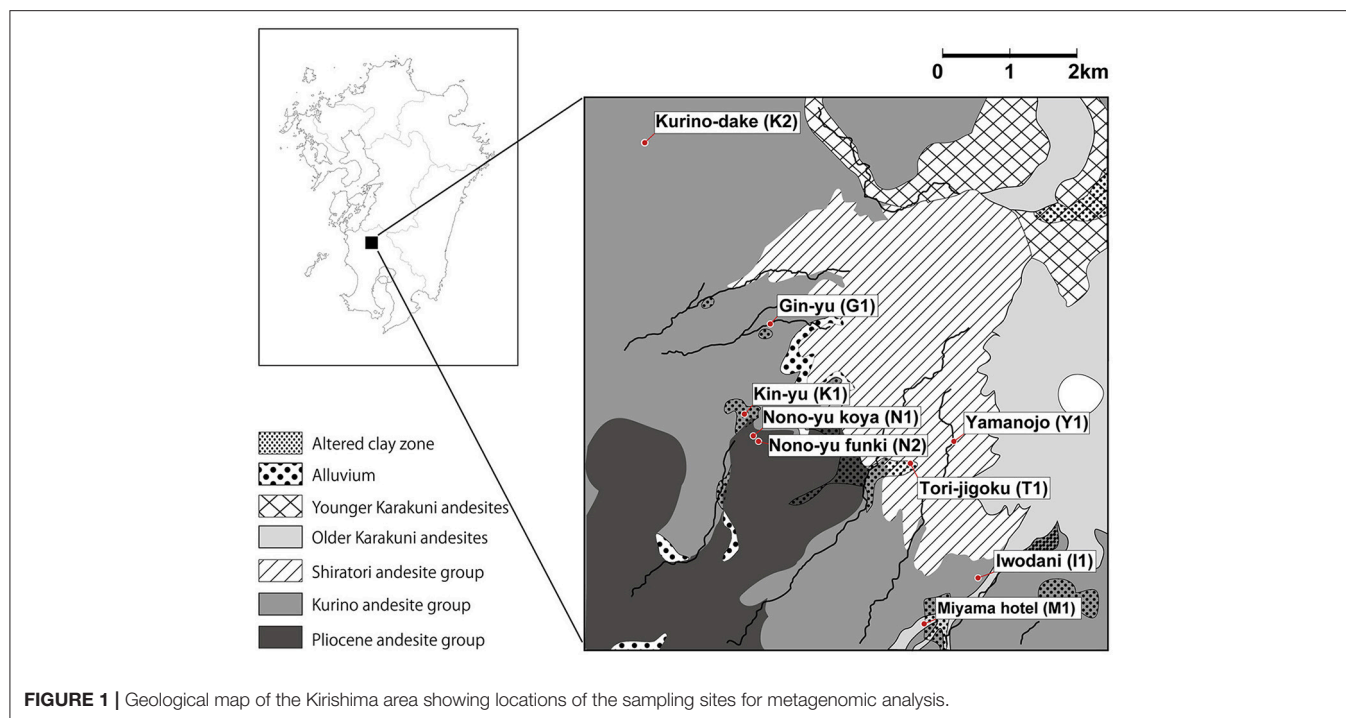 0 1 2km
Kurino-dake (K2)
Gin-yu (G1)
Kin-yu (K1)
Nono-yu koya (N1)
Nono-yu funki (N2)
Yamanojo (Y1)
Tori-jigoku (T1)
Iwodani (I1)
Miyama hotel (M1)
Altered clay zone
Alluvium
Younger Karakuni andesites
Older Karakuni andesites
Shiratori andesite group
Kurino andesite group
Pliocene andesite group
FIGURE 1 | Geological map of the Kirishima area showing locations of the sampling sites for metagenomic analysis.